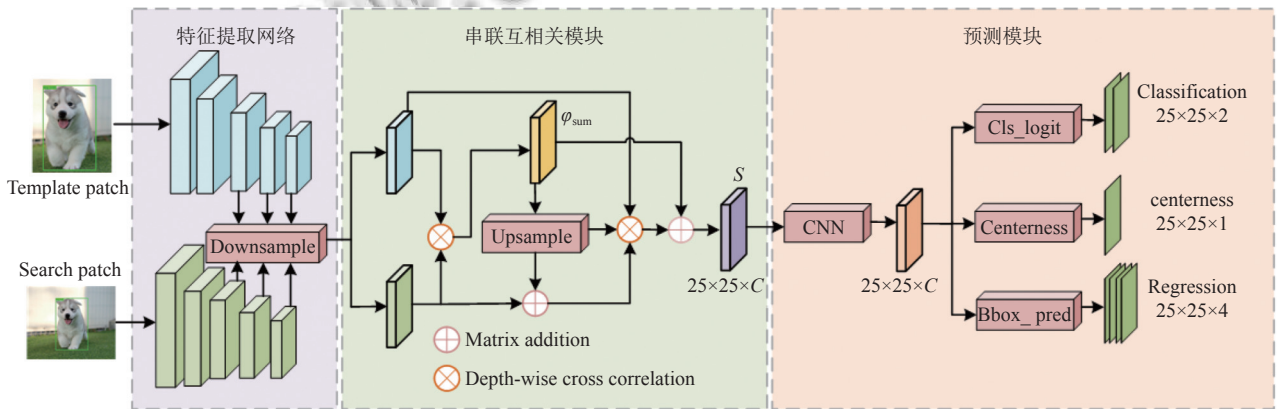 特征提取网络
串联互相关模块
预测模块
Template patch
Search patch
Downsample
φsum
Upsample
S
25×25×C
Matrix addition
Depth-wise cross correlation
CNN
25×25×C
Cls_logit
Classification
25×25×2
Centerness
centerness
25×25×1
Bbox_ pred
Regression
25×25×4